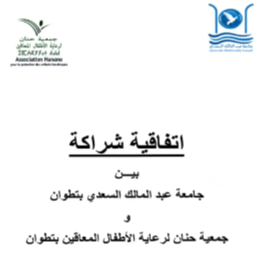 جمعية حنان
لرعاية الأطفال المعاقين
Association Hanane
اتفاقية شراكة
بيـــن
جامعة عبد المالك السعدي بتطوان
و
جمعية حنان لرعاية الأطفال المعاقين بتطوان